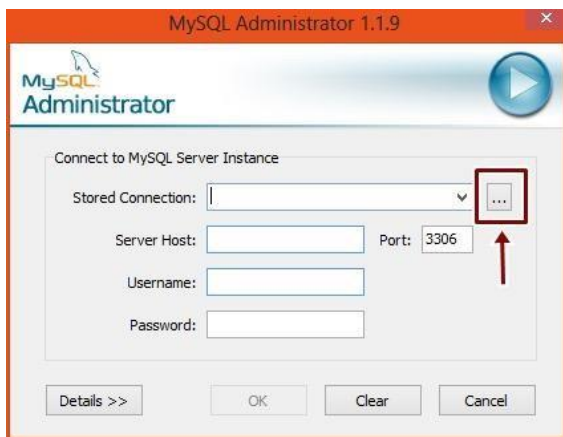 MySQL Administrator 1.1.9
×
MySQL
Administrator
Connect to MySQL Server Instance
Stored Connection:
...
Server Host:
Port: 3306
Username:
Password:
Details >>
OK
Clear
Cancel